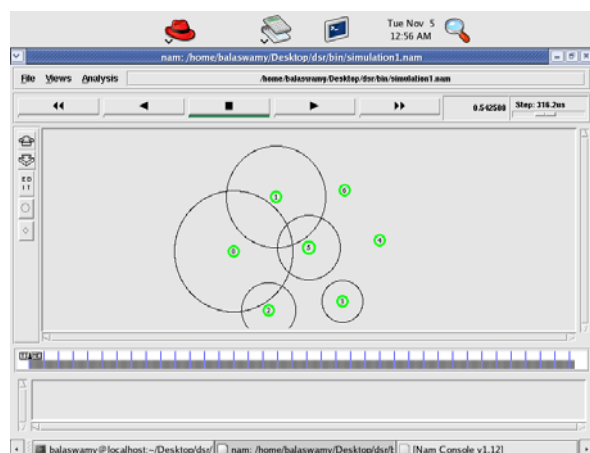 Tue Nov 5
12:56 AM
nam: /home/balaswamy/Desktop/dsr/bin/simulation1.nam
File Views Analysis /home/balaswamy/Desktop/dsr/bin/simulation1.nam
0.542500 Step: 316.2us
ED
IT
1
6
0
5
4
2
3
balaswamy@localhost:~/Desktop/dsr/ nam: /home/balaswamy/Desktop/dsr/b [Nam Console v1.12]